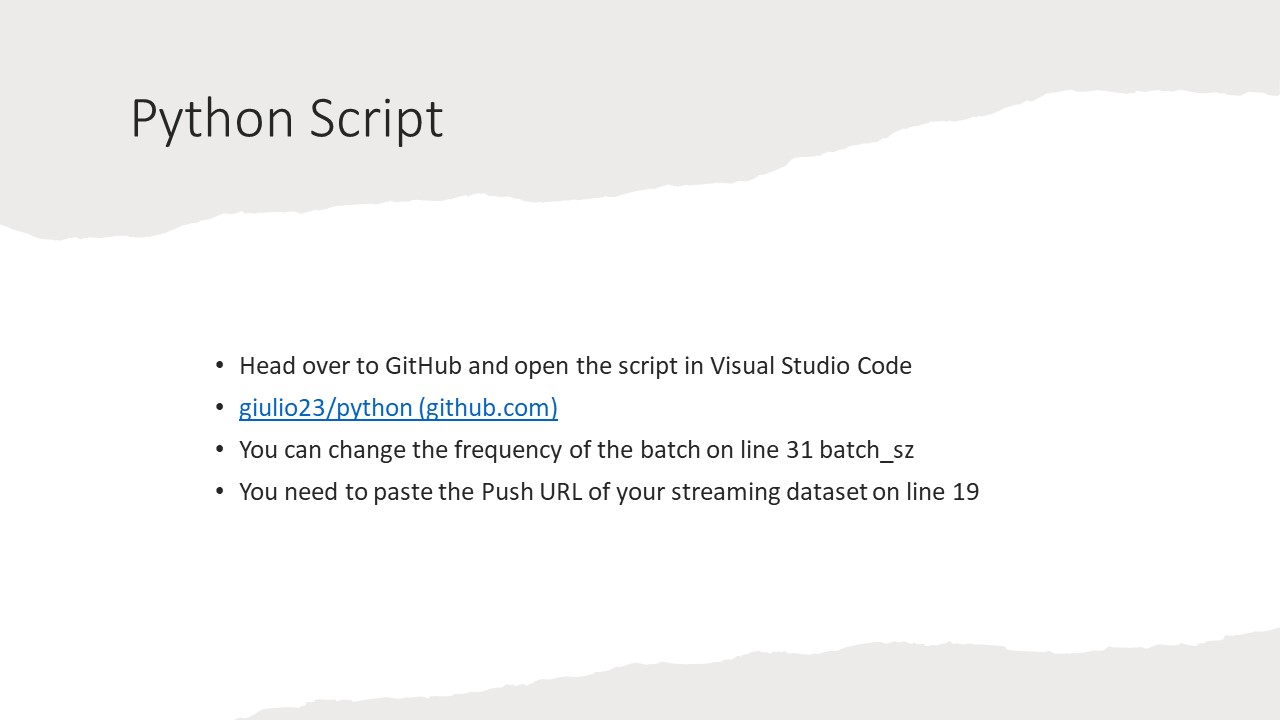 Python Script
• Head over to GitHub and open the script in Visual Studio Code
• giulio23/python (github.com)
• You can change the frequency of the batch on line 31 batch_sz
• You need to paste the Push URL of your streaming dataset on line 19